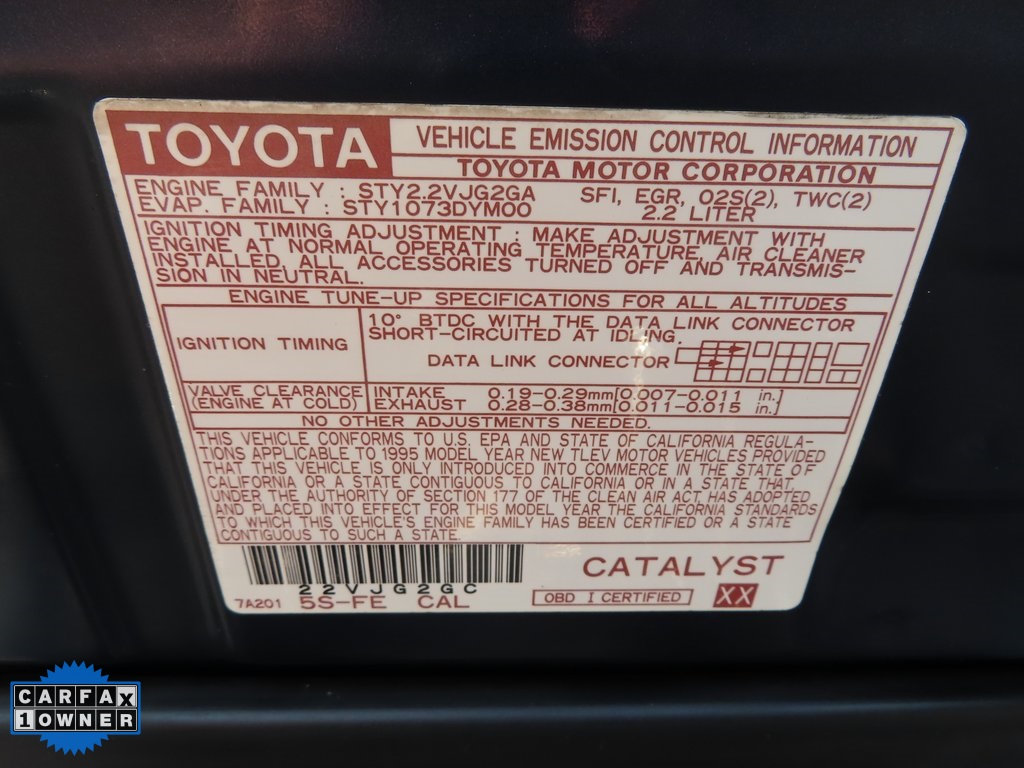 TOYOTA
VEHICLE EMISSION CONTROL INFORMATION
TOYOTA MOTOR CORPORATION
ENGINE FAMILY : STY2.2VJG2GA SFI, EGR, O2S(2), TWC(2)
EVAP. FAMILY : STY1073DYM00 2.2 LITER
IGNITION TIMING ADJUSTMENT : MAKE ADJUSTMENT WITH
ENGINE AT NORMAL OPERATING TEMPERATURE, AIR CLEANER
INSTALLED, ALL ACCESSORIES TURNED OFF AND TRANSMIS-
SION IN NEUTRAL.
ENGINE TUNE-UP SPECIFICATIONS FOR ALL ALTITUDES
IGNITION TIMING
10° BTDC WITH THE DATA LINK CONNECTOR
SHORT-CIRCUITED AT IDLING.
DATA LINK CONNECTOR
VALVE CLEARANCE
(ENGINE AT COLD)
INTAKE 0.19-0.29mm[0.007-0.011 in.]
EXHAUST 0.28-0.38mm[0.011-0.015 in.]
NO OTHER ADJUSTMENTS NEEDED.
THIS VEHICLE CONFORMS TO U.S. EPA AND STATE OF CALIFORNIA REGULA-
TIONS APPLICABLE TO 1995 MODEL YEAR NEW TLEV MOTOR VEHICLES PROVIDED
THAT THIS VEHICLE IS ONLY INTRODUCED INTO COMMERCE IN THE STATE OF
CALIFORNIA OR A STATE CONTIGUOUS TO CALIFORNIA OR IN A STATE THAT,
UNDER THE AUTHORITY OF SECTION 177 OF THE CLEAN AIR ACT, HAS ADOPTED
AND PLACED INTO EFFECT FOR THIS MODEL YEAR THE CALIFORNIA STANDARDS
TO WHICH THIS VEHICLE'S ENGINE FAMILY HAS BEEN CERTIFIED OR A STATE
CONTIGUOUS TO SUCH A STATE.
22VJG2GC
CATALYST
7A201 5S-FE CAL OBD I CERTIFIED XX
CARFAX
1 OWNER